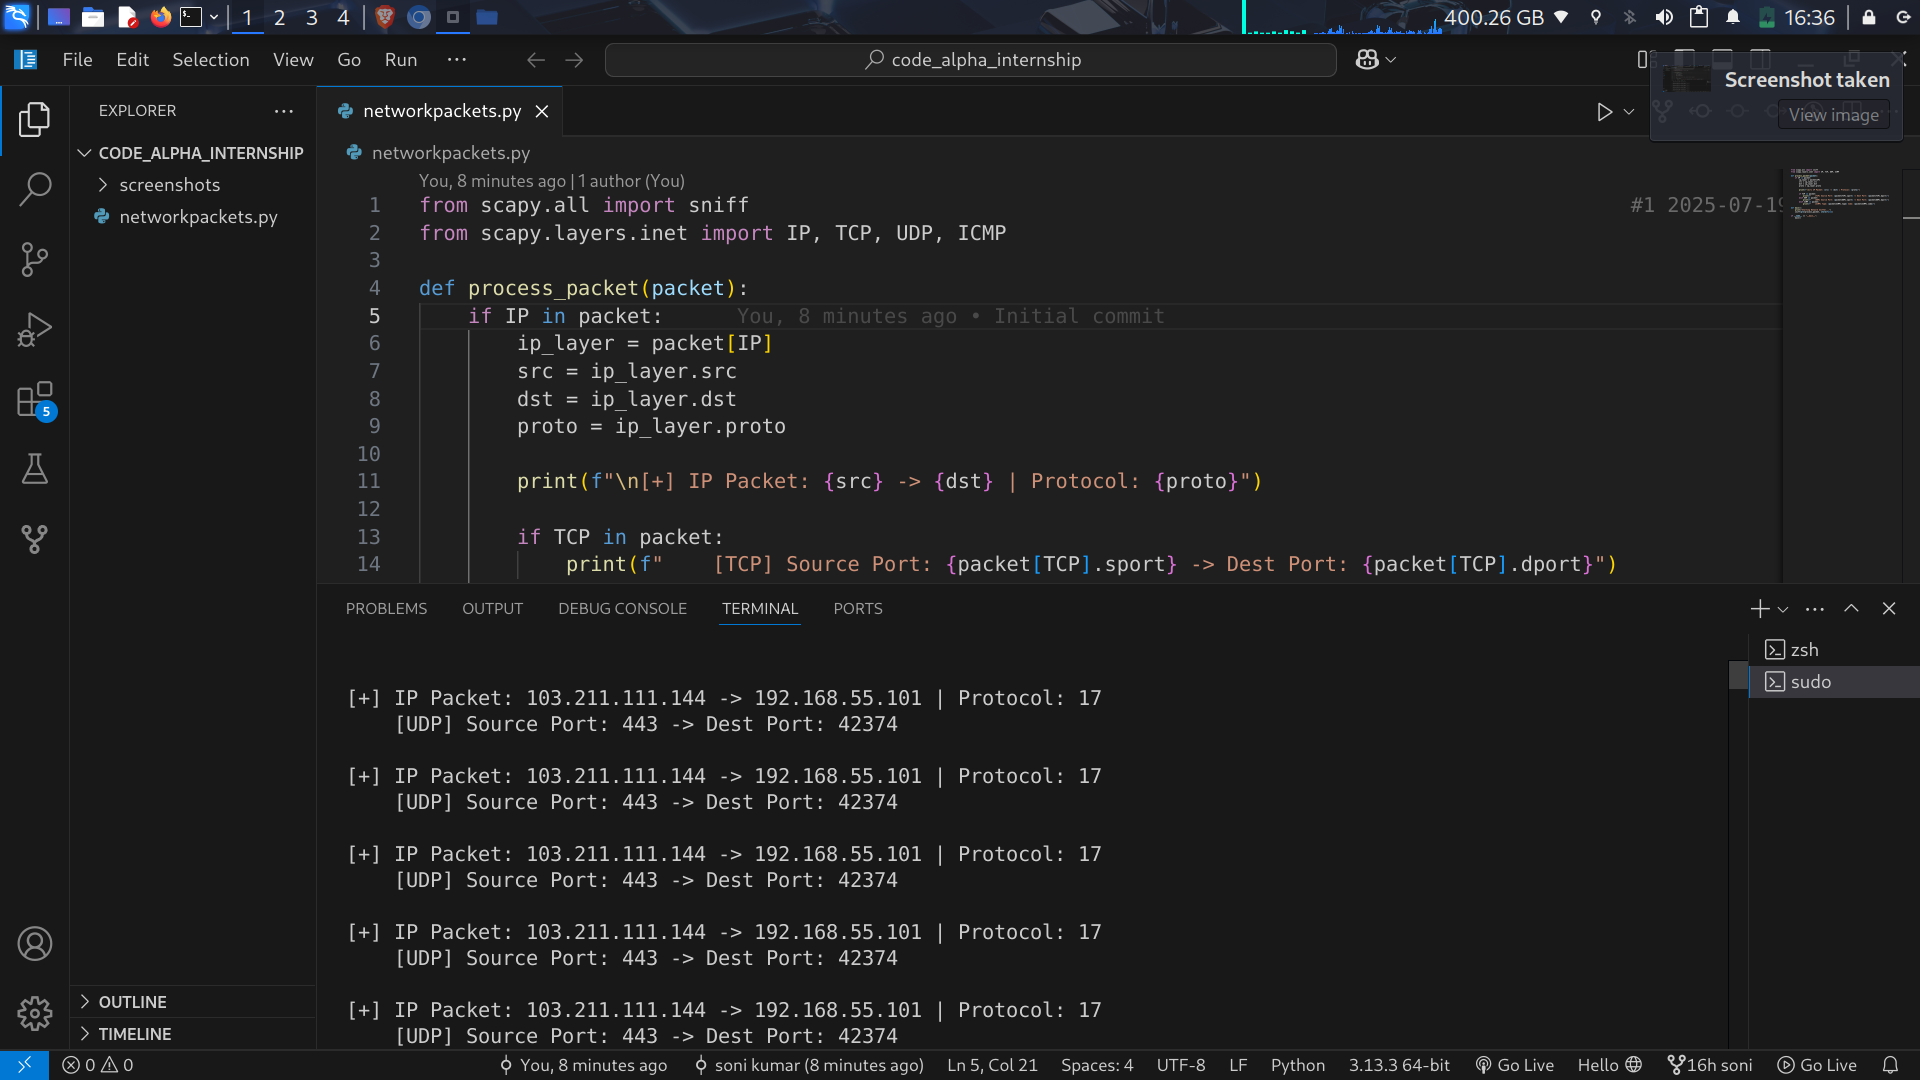 1 2 3 4
400.26 GB
16:36
File Edit Selection View Go Run ···
code_alpha_internship
Screenshot taken
View image
EXPLORER
networkpackets.py
CODE_ALPHA_INTERNSHIP
screenshots
networkpackets.py
networkpackets.py
You, 8 minutes ago | 1 author (You)
1 from scapy.all import sniff #1 2025-07-19
2 from scapy.layers.inet import IP, TCP, UDP, ICMP
3
4 def process_packet(packet):
5 if IP in packet: You, 8 minutes ago • Initial commit
6 ip_layer = packet[IP]
7 src = ip_layer.src
8 dst = ip_layer.dst
9 proto = ip_layer.proto
10
11 print(f"\n[+] IP Packet: {src} -> {dst} | Protocol: {proto}")
12
13 if TCP in packet:
14 print(f"    [TCP] Source Port: {packet[TCP].sport} -> Dest Port: {packet[TCP].dport}")
5
PROBLEMS OUTPUT DEBUG CONSOLE TERMINAL PORTS
zsh
sudo
[+] IP Packet: 103.211.111.144 -> 192.168.55.101 | Protocol: 17
[UDP] Source Port: 443 -> Dest Port: 42374
[+] IP Packet: 103.211.111.144 -> 192.168.55.101 | Protocol: 17
[UDP] Source Port: 443 -> Dest Port: 42374
[+] IP Packet: 103.211.111.144 -> 192.168.55.101 | Protocol: 17
[UDP] Source Port: 443 -> Dest Port: 42374
[+] IP Packet: 103.211.111.144 -> 192.168.55.101 | Protocol: 17
[UDP] Source Port: 443 -> Dest Port: 42374
[+] IP Packet: 103.211.111.144 -> 192.168.55.101 | Protocol: 17
[UDP] Source Port: 443 -> Dest Port: 42374
OUTLINE
TIMELINE
0 0 You, 8 minutes ago soni kumar (8 minutes ago) Ln 5, Col 21 Spaces: 4 UTF-8 LF Python 3.13.3 64-bit Go Live Hello 16h soni Go Live